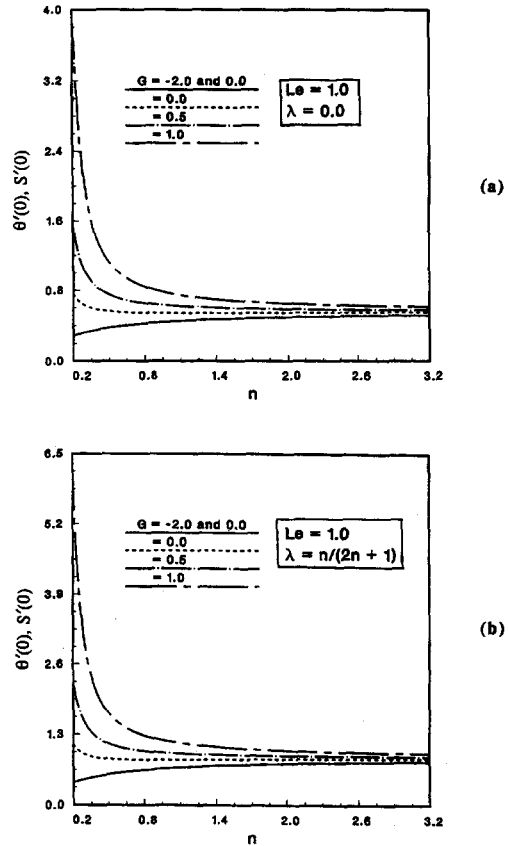 4.0
3.2
2.4
1.6
0.8
0.0
θ'(0), S'(0)
G = -2.0 and 0.0
= 0.0
= 0.5
= 1.0
Le = 1.0
λ = 0.0
(a)
0.2 0.8 1.4 2.0 2.6 3.2
n
6.5
5.2
3.9
2.6
1.3
0.0
θ'(0), S'(0)
G = -2.0 and 0.0
= 0.0
= 0.5
= 1.0
Le = 1.0
λ = n/(2n + 1)
(b)
0.2 0.8 1.4 2.0 2.6 3.2
n